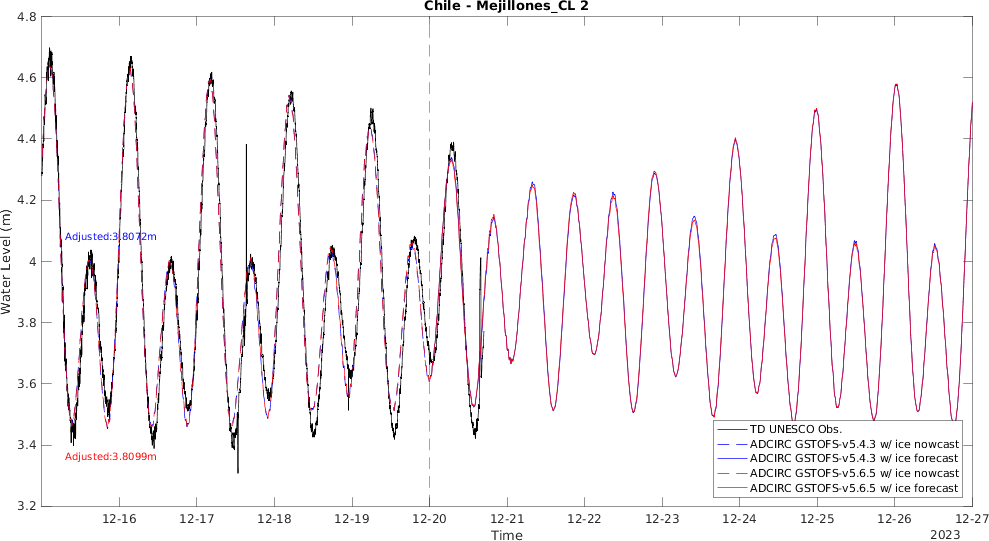 Chile - Mejillones_CL 2
4.8
4.6
4.4
4.2
4
3.8
3.6
3.4
3.2
Water Level (m)
Adjusted:3.8072m
Adjusted:3.8099m
TD UNESCO Obs.
ADCIRC GSTOFS-v5.4.3 w/ ice nowcast
ADCIRC GSTOFS-v5.4.3 w/ ice forecast
ADCIRC GSTOFS-v5.6.5 w/ ice nowcast
ADCIRC GSTOFS-v5.6.5 w/ ice forecast
12-16 12-17 12-18 12-19 12-20 12-21 12-22 12-23 12-24 12-25 12-26 12-27
Time
2023